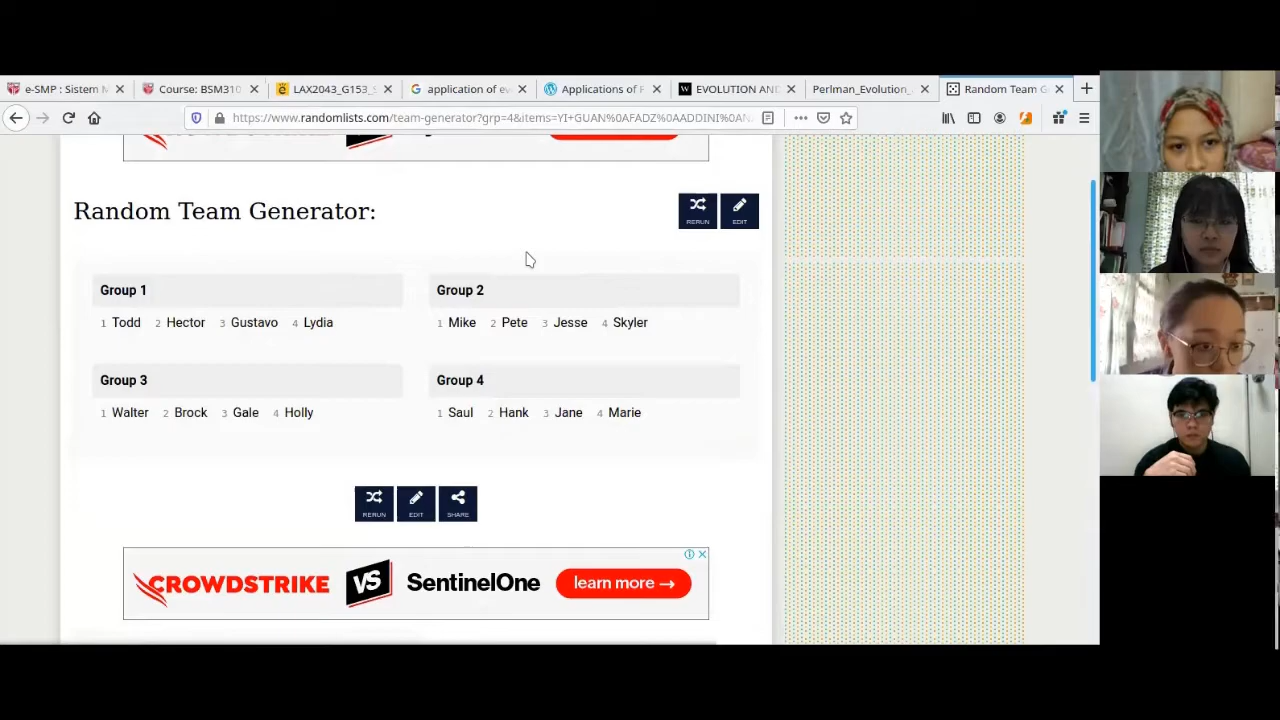 e-SMP : Sistem M
Course: BSM310
LAX2043_G153_S
application of ev
Applications of F
EVOLUTION AND
Perlman_Evolution_
Random Team G
https://www.randomlists.com/team-generator?grp=4&items=YI+GUAN%0AFADZ%0AADDINI%0AN
Random Team Generator:
RERUN
EDIT
Group 1
1 Todd 2 Hector 3 Gustavo 4 Lydia
Group 2
1 Mike 2 Pete 3 Jesse 4 Skyler
Group 3
1 Walter 2 Brock 3 Gale 4 Holly
Group 4
1 Saul 2 Hank 3 Jane 4 Marie
RERUN
EDIT
SHARE
CROWDSTRIKE VS SentinelOne learn more →